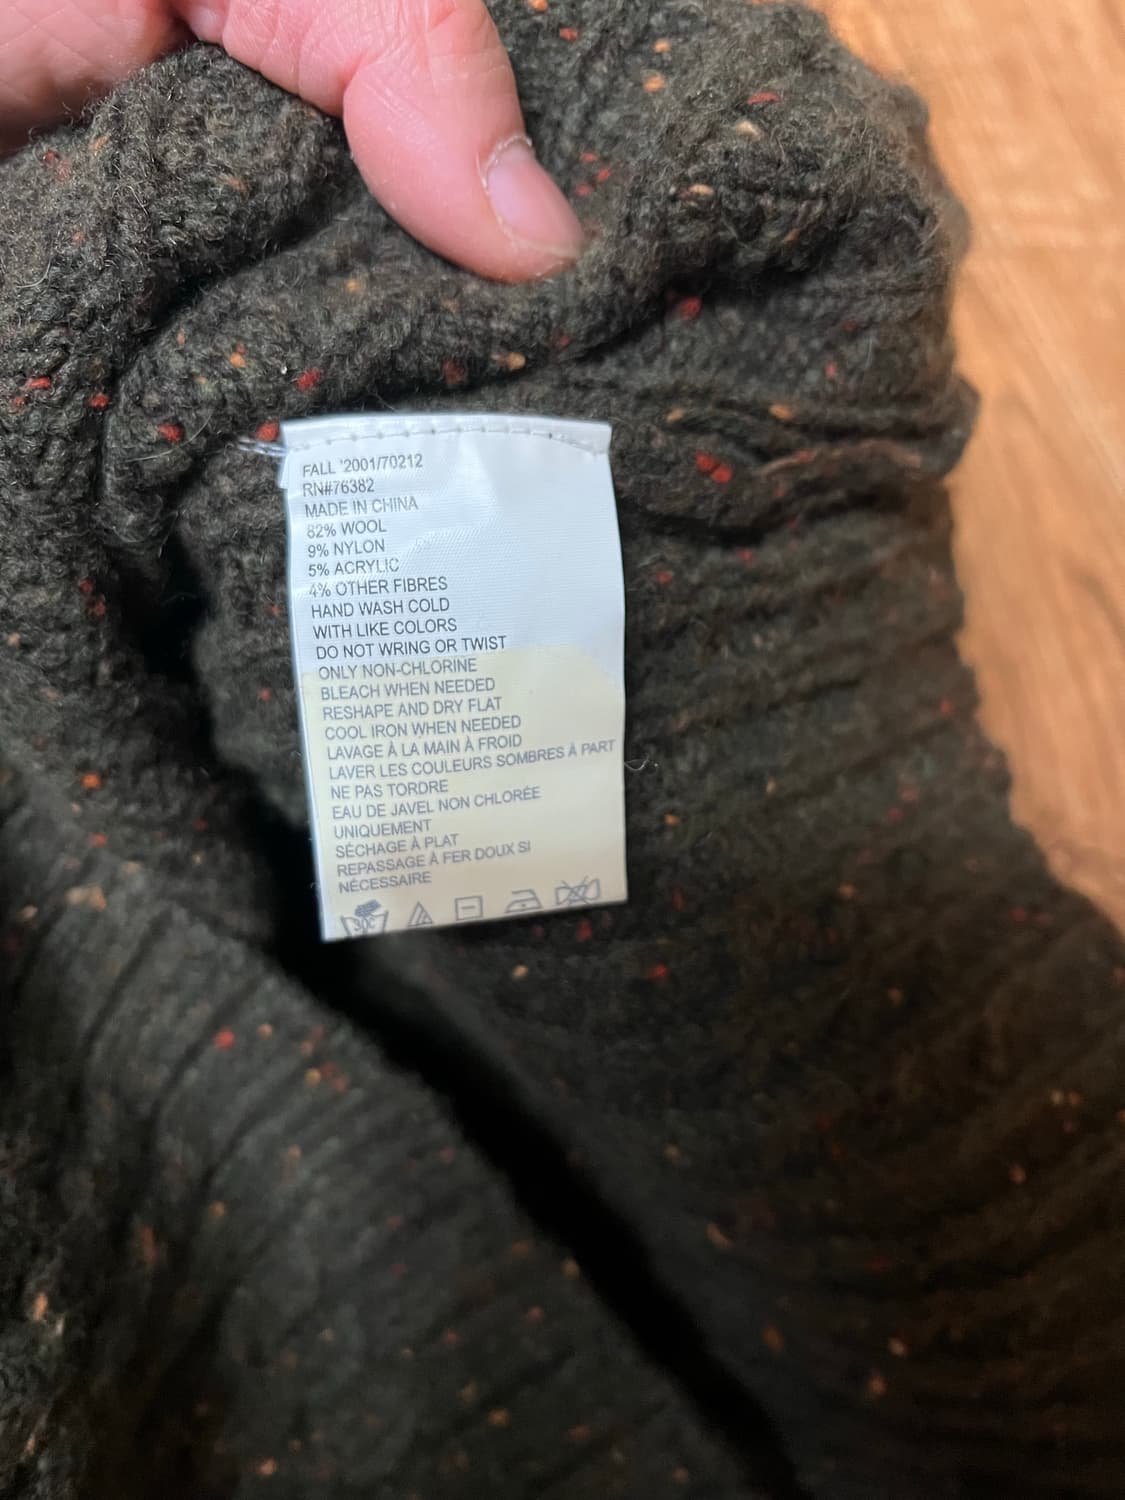 FALL '2001/70212
RN#76382
MADE IN CHINA
82% WOOL
9% NYLON
5% ACRYLIC
4% OTHER FIBRES
HAND WASH COLD
WITH LIKE COLORS
DO NOT WRING OR TWIST
ONLY NON-CHLORINE
BLEACH WHEN NEEDED
RESHAPE AND DRY FLAT
COOL IRON WHEN NEEDED
LAVAGE À LA MAIN À FROID
LAVER LES COULEURS SOMBRES À PART
NE PAS TORDRE
EAU DE JAVEL NON CHLORÉE
UNIQUEMENT
SÉCHAGE À PLAT
REPASSAGE À FER DOUX SI
NÉCESSAIRE
30C